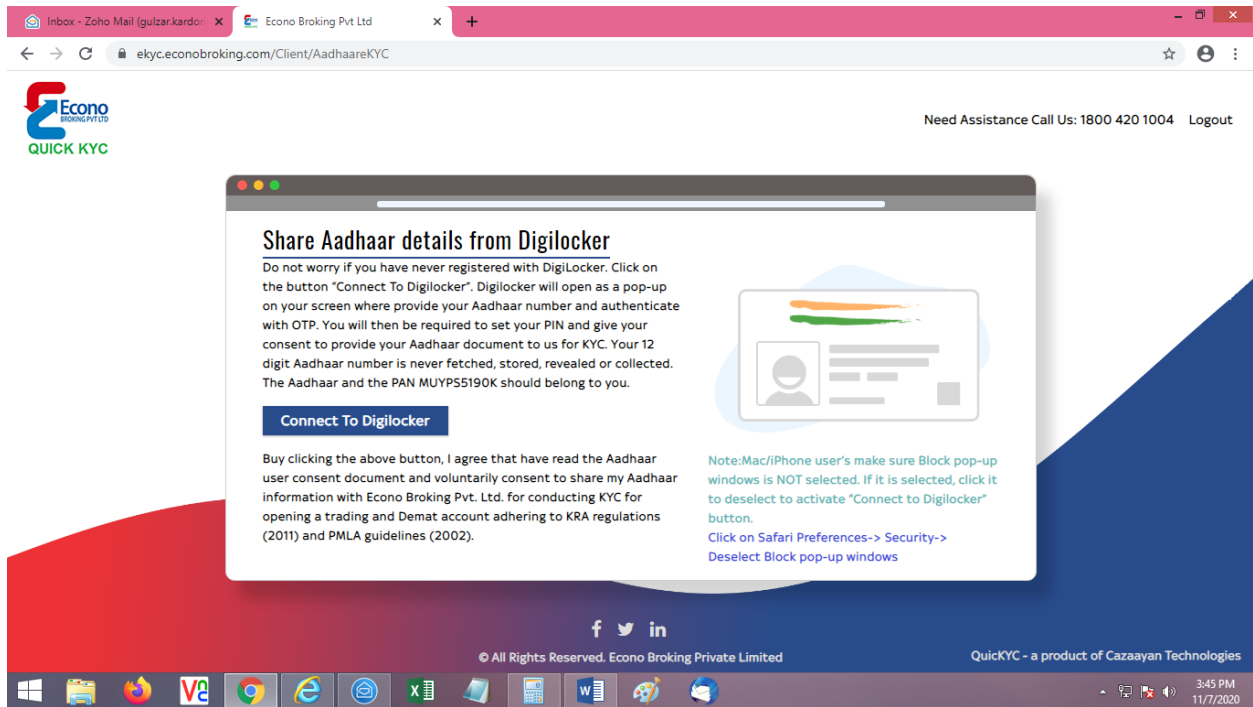 Inbox - Zoho Mail (gulzar.kardori
Econo Broking Pvt Ltd
ekyc.econobroking.com/Client/AadhaareKYC
Econo
BROKING PVT LTD
QUICK KYC
Need Assistance Call Us: 1800 420 1004 Logout
Share Aadhaar details from Digilocker
Do not worry if you have never registered with DigiLocker. Click on
the button "Connect To Digilocker". Digilocker will open as a pop-up
on your screen where provide your Aadhaar number and authenticate
with OTP. You will then be required to set your PIN and give your
consent to provide your Aadhaar document to us for KYC. Your 12
digit Aadhaar number is never fetched, stored, revealed or collected.
The Aadhaar and the PAN MUYPS5190K should belong to you.
Connect To Digilocker
Buy clicking the above button, I agree that have read the Aadhaar
user consent document and voluntarily consent to share my Aadhaar
information with Econo Broking Pvt. Ltd. for conducting KYC for
opening a trading and Demat account adhering to KRA regulations
(2011) and PMLA guidelines (2002).
Note:Mac/iPhone user's make sure Block pop-up
windows is NOT selected. If it is selected, click it
to deselect to activate "Connect to Digilocker"
button.
Click on Safari Preferences-> Security->
Deselect Block pop-up windows
© All Rights Reserved. Econo Broking Private Limited
QuicKYC - a product of Cazaayan Technologies
3:45 PM
11/7/2020